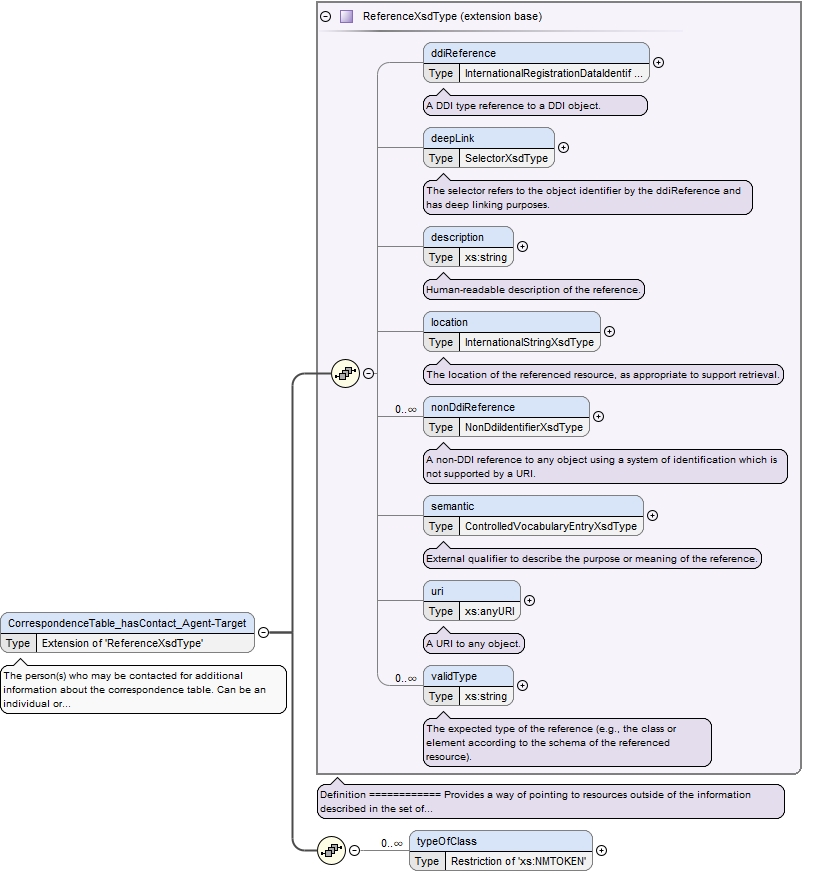 ReferenceXsdType (extension base)
ddiReference
Type InternationalRegistrationDataIdentif ...
A DDI type reference to a DDI object.
deepLink
Type SelectorXsdType
The selector refers to the object identifier by the ddiReference and
has deep linking purposes.
description
Type xs:string
Human-readable description of the reference.
location
Type InternationalStringXsdType
The location of the referenced resource, as appropriate to support retrieval.
0..∞
nonDdiReference
Type NonDdiIdentifierXsdType
A non-DDI reference to any object using a system of identification which is
not supported by a URI.
semantic
Type ControlledVocabularyEntryXsdType
External qualifier to describe the purpose or meaning of the reference.
uri
Type xs:anyURI
A URI to any object.
0..∞
validType
Type xs:string
The expected type of the reference (e.g., the class or
element according to the schema of the referenced
resource).
CorrespondenceTable_hasContact_Agent-Target
Type Extension of 'ReferenceXsdType'
The person(s) who may be contacted for additional
information about the correspondence table. Can be an
individual or...
Definition ============ Provides a way of pointing to resources outside of the information
described in the set of...
0..∞
typeOfClass
Type Restriction of 'xs:NMTOKEN'